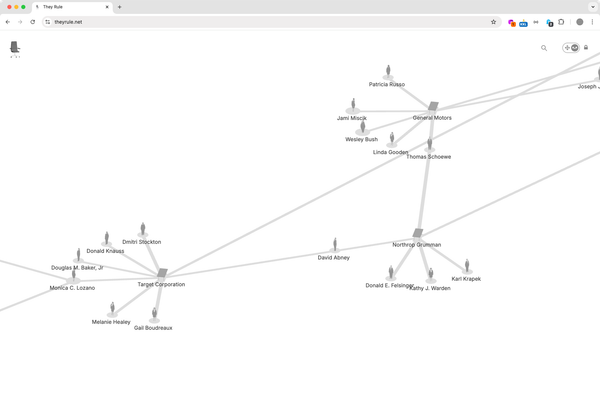 They Rule
theyrule.net
Patricia Russo
Joseph J
Jami Miscik
General Motors
Wesley Bush
Linda Gooden
Thomas Schoewe
Dmitri Stockton
Northrop Grumman
Donald Knauss
David Abney
Douglas M. Baker, Jr
Karl Krapek
Monica C. Lozano
Target Corporation
Donald E. Felsinger
Kathy J. Warden
Melanie Healey
Gail Boudreaux